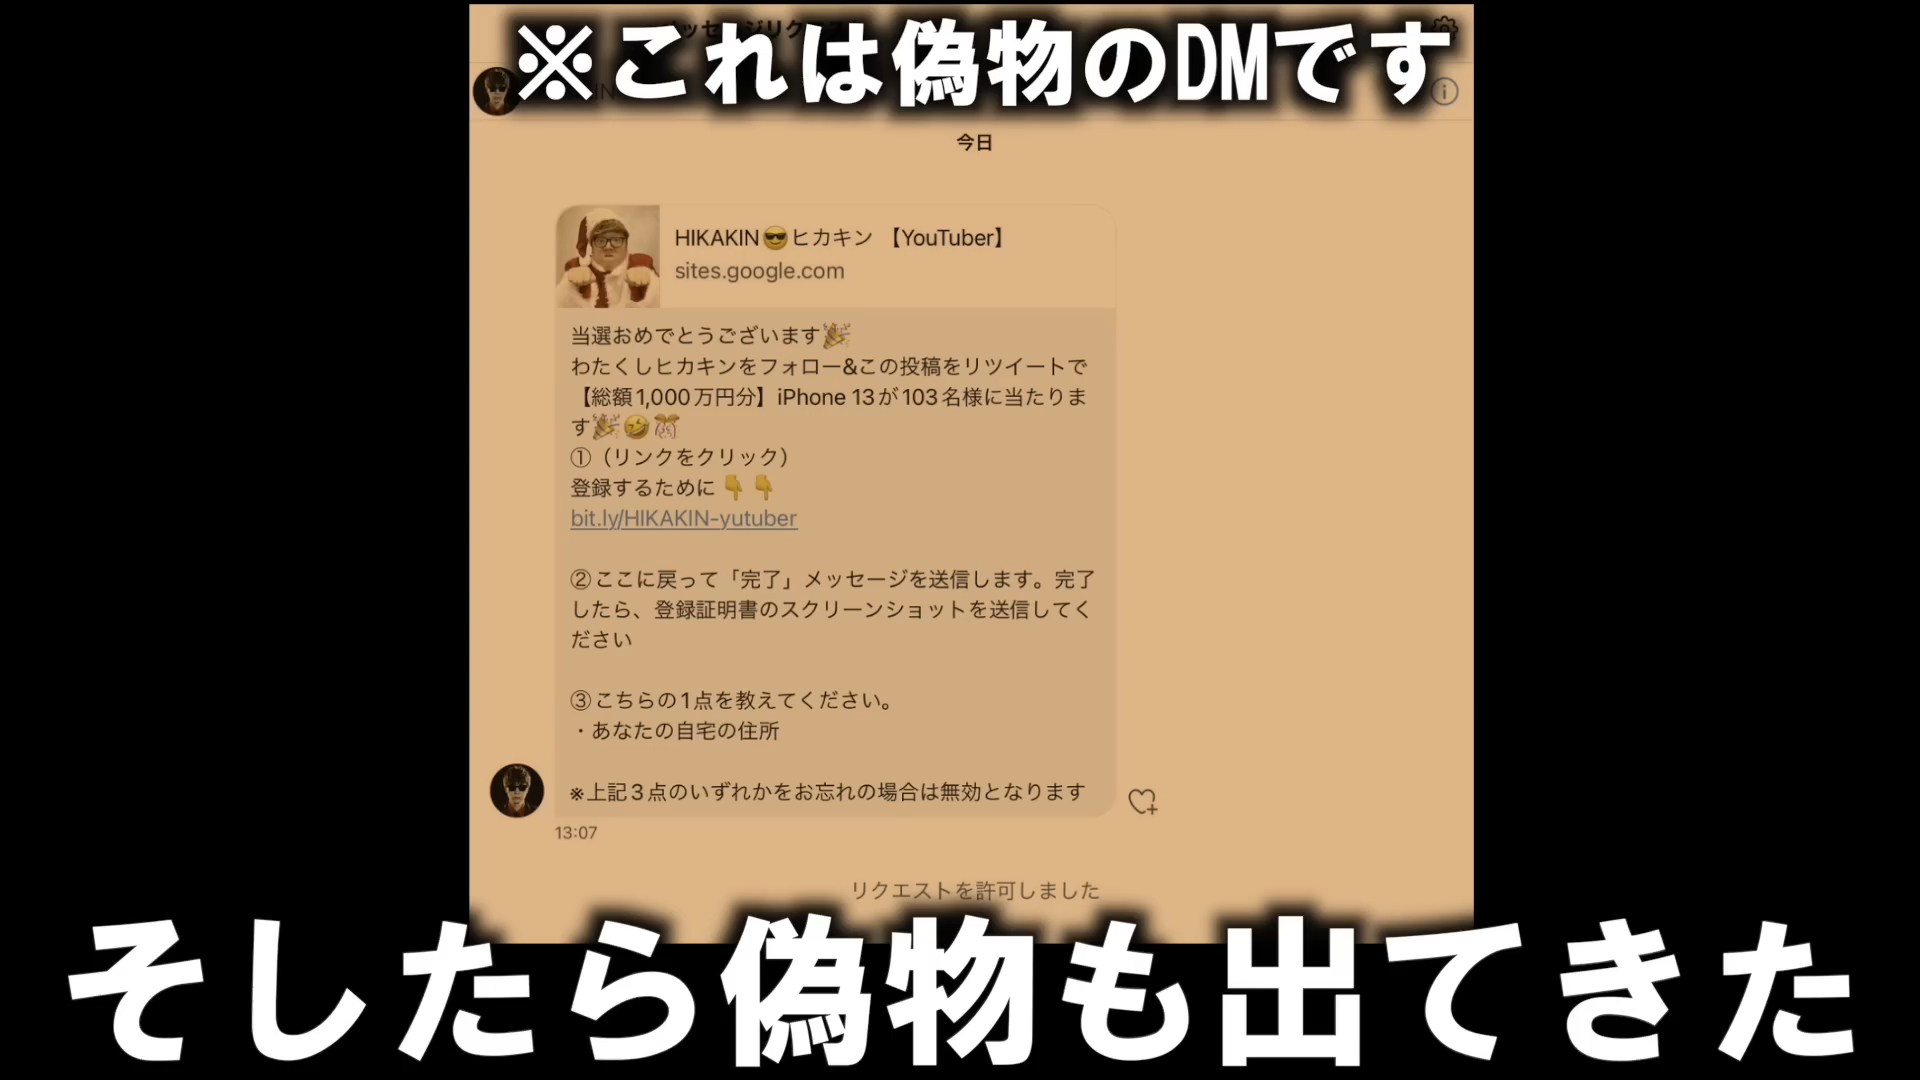 ※これは偽物のDMです
今日
HIKAKIN😎ヒカキン 【YouTuber】
sites.google.com
当選おめでとうございます🎉
わたくしヒカキンをフォロー&この投稿をリツイートで
【総額1,000万円分】iPhone 13が103名様に当たりま
す🎉🤣🎊
①（リンクをクリック）
登録するために👇👇
bit.ly/HIKAKIN-yutuber
②ここに戻って「完了」メッセージを送信します。完了
したら、登録証明書のスクリーンショットを送信してく
ださい
③こちらの1点を教えてください。
・あなたの自宅の住所
※上記3点のいずれかをお忘れの場合は無効となります
13:07
リクエストを許可しました
そしたら偽物も出てきた